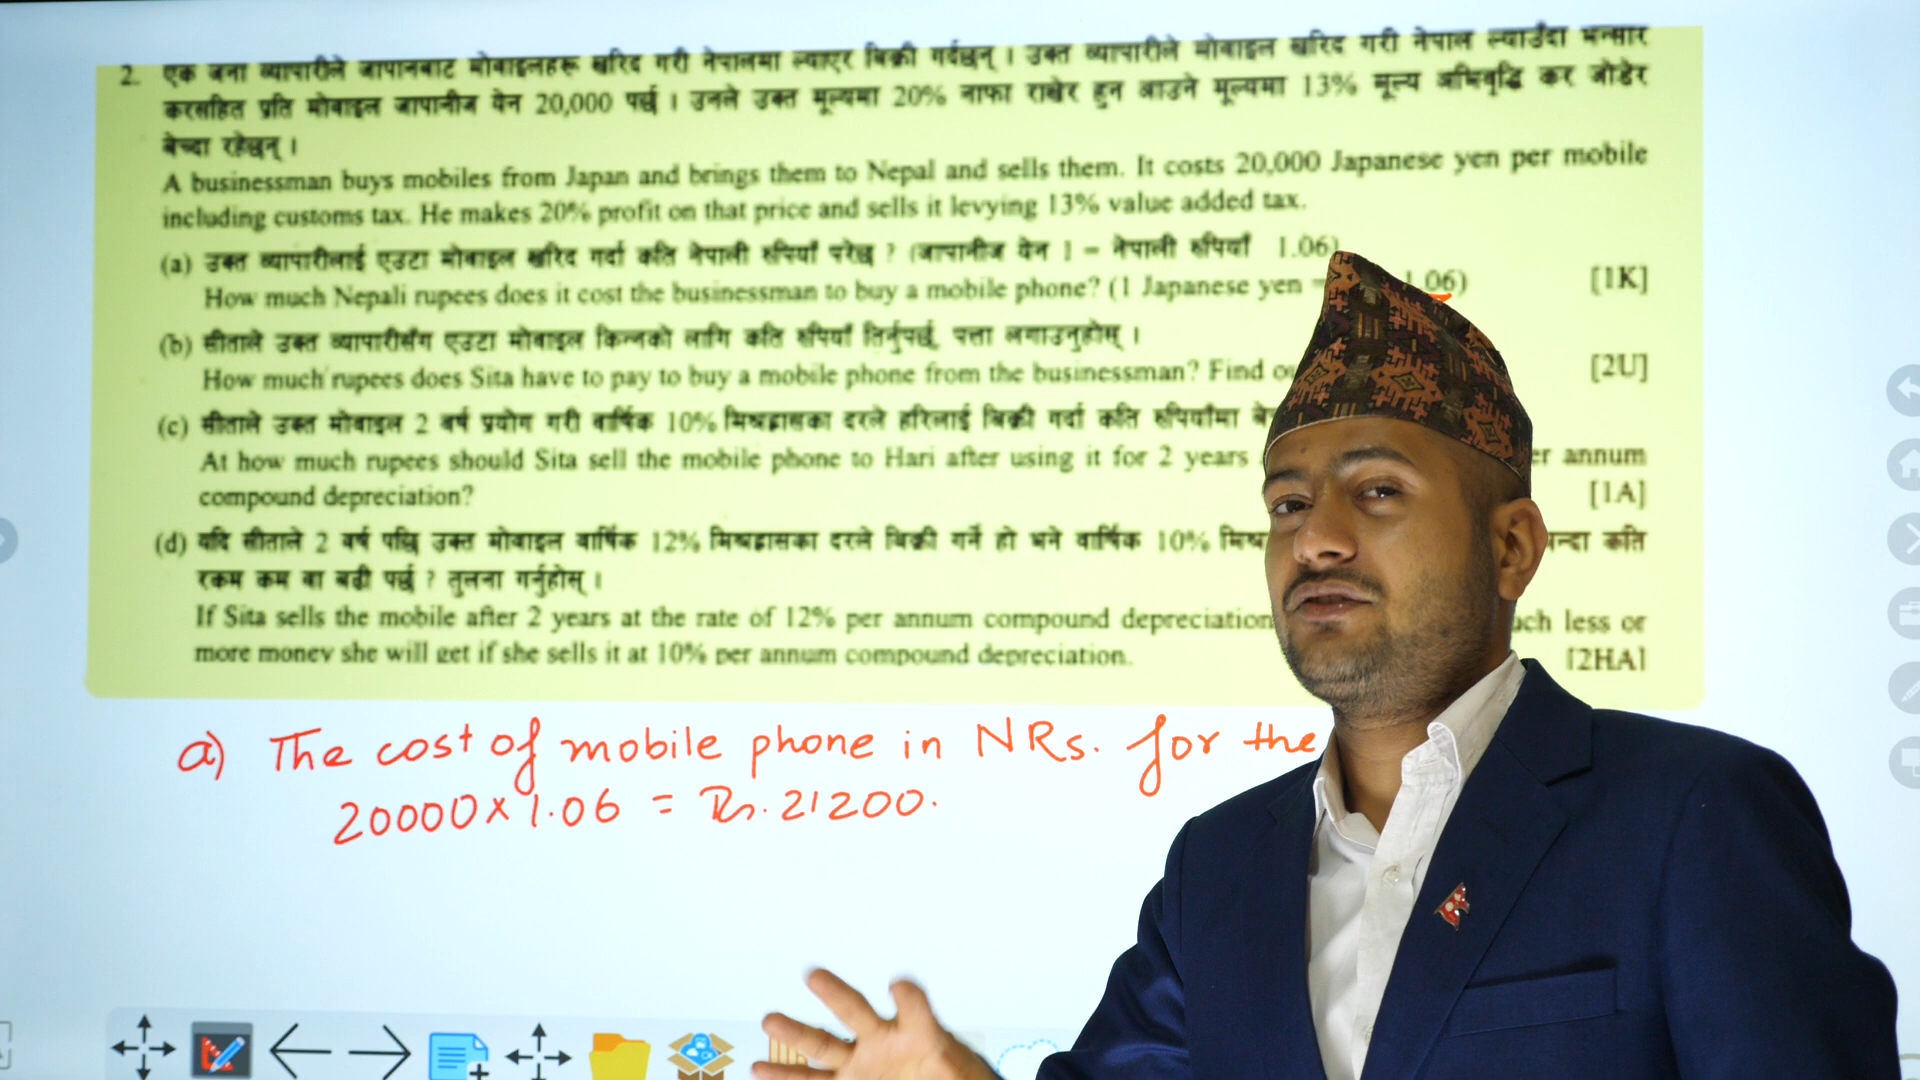 2. एक जना व्यापारीले जापानबाट मोबाइलहरू खरिद गरी नेपालमा ल्याएर बिक्री गर्दछन् । उक्त व्यापारीले मोबाइल खरिद गरी नेपाल ल्याउँदा भन्सार
करसहित प्रति मोबाइल जापानीज येन 20,000 पर्छ । उनले उक्त मूल्यमा 20% नाफा राखेर हुन आउने मूल्यमा 13% मूल्य अभिवृद्धि कर जोडेर
बेच्दा रहेछन् ।
A businessman buys mobiles from Japan and brings them to Nepal and sells them. It costs 20,000 Japanese yen per mobile
including customs tax. He makes 20% profit on that price and sells it levying 13% value added tax.
(a) उक्त व्यापारीलाई एउटा मोबाइल खरिद गर्दा कति नेपाली रुपियाँ परेछ ? (जापानीज येन 1 = नेपाली रुपियाँ 1.06)
How much Nepali rupees does it cost the businessman to buy a mobile phone? (1 Japanese yen = 1.06) [1K]
(b) सीताले उक्त व्यापारीसँग एउटा मोबाइल किन्नको लागि कति रुपियाँ तिर्नुपर्छ, पत्ता लगाउनुहोस् ।
How much rupees does Sita have to pay to buy a mobile phone from the businessman? Find [2U]
(c) सीताले उक्त मोबाइल 2 वर्ष प्रयोग गरी वार्षिक 10% मिश्रह्रासका दरले हरिलाई बिक्री गर्दा कति रुपियाँमा
At how much rupees should Sita sell the mobile phone to Hari after using it for 2 years er annum
compound depreciation? [1A]
(d) यदि सीताले 2 वर्ष पछि उक्त मोबाइल वार्षिक 12% मिश्रह्रासका दरले बिक्री गर्ने हो भने वार्षिक 10% मिश्र न्दा कति
रकम कम वा बढी पर्छ ? तुलना गर्नुहोस् ।
If Sita sells the mobile after 2 years at the rate of 12% per annum compound depreciation uch less or
more money she will get if she sells it at 10% per annum compound depreciation. [2HA]
a) The cost of mobile phone in NRs. for the
20000 × 1.06 = Rs. 21200.